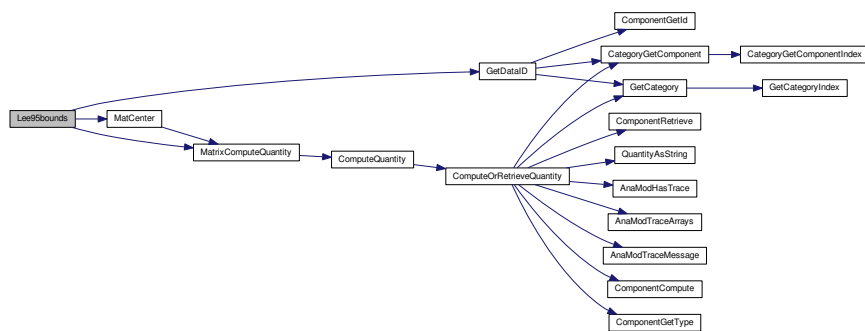 Lee95bounds
MatCenter
MatrixComputeQuantity
ComputeQuantity
GetDataID
ComputeOrRetrieveQuantity
ComponentGetId
CategoryGetComponent
GetCategory
ComponentRetrieve
QuantityAsString
AnaModHasTrace
AnaModTraceArrays
AnaModTraceMessage
ComponentCompute
ComponentGetType
CategoryGetComponentIndex
GetCategoryIndex